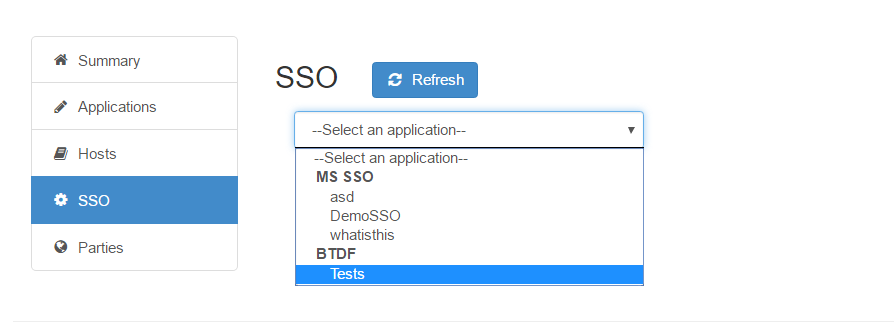 Summary
Applications
Hosts
SSO
Parties
SSO
Refresh
--Select an application--
--Select an application--
MS SSO
asd
DemoSSO
whatisthis
BTDF
Tests